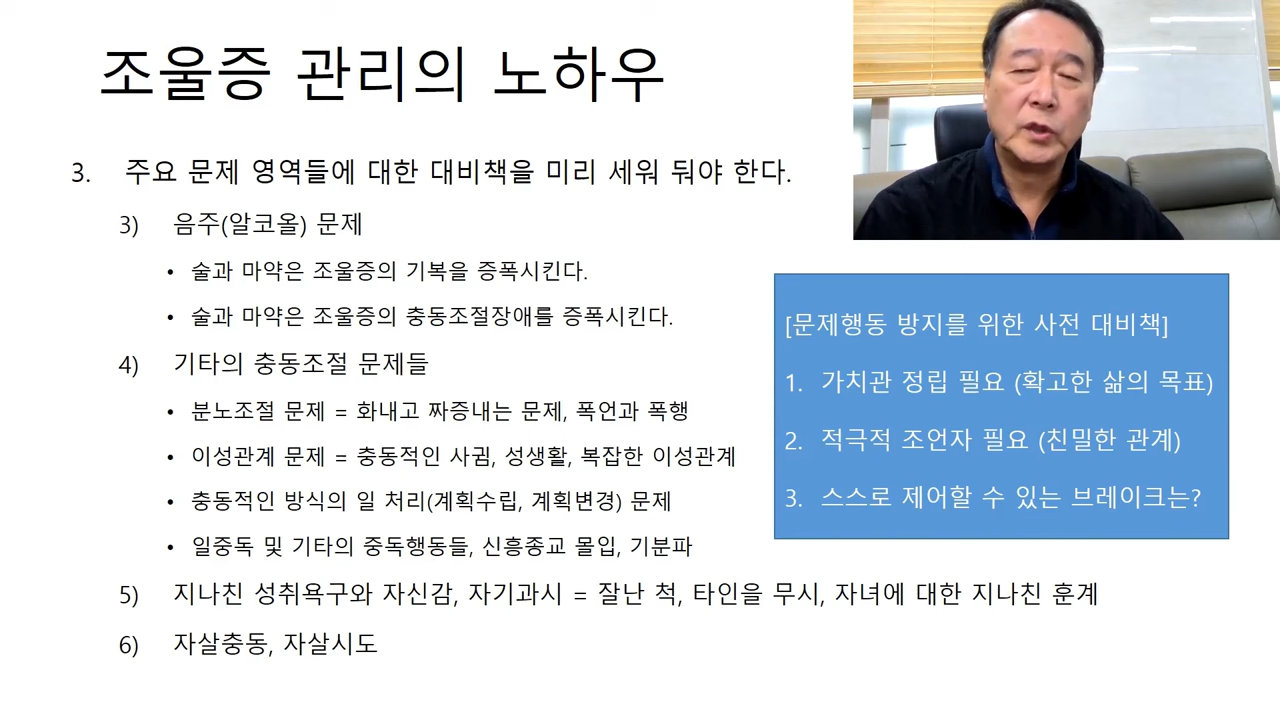 조울증 관리의 노하우
3. 주요 문제 영역들에 대한 대비책을 미리 세워 둬야 한다.
3) 음주(알코올) 문제
• 술과 마약은 조울증의 기복을 증폭시킨다.
• 술과 마약은 조울증의 충동조절장애를 증폭시킨다.
4) 기타의 충동조절 문제들
• 분노조절 문제 = 화내고 짜증내는 문제, 폭언과 폭행
• 이성관계 문제 = 충동적인 사귐, 성생활, 복잡한 이성관계
• 충동적인 방식의 일 처리(계획수립, 계획변경) 문제
• 일중독 및 기타의 중독행동들, 신흥종교 몰입, 기분파
5) 지나친 성취욕구와 자신감, 자기과시 = 잘난 척, 타인을 무시, 자녀에 대한 지나친 훈계
6) 자살충동, 자살시도
[문제행동 방지를 위한 사전 대비책]
1. 가치관 정립 필요 (확고한 삶의 목표)
2. 적극적 조언자 필요 (친밀한 관계)
3. 스스로 제어할 수 있는 브레이크는?